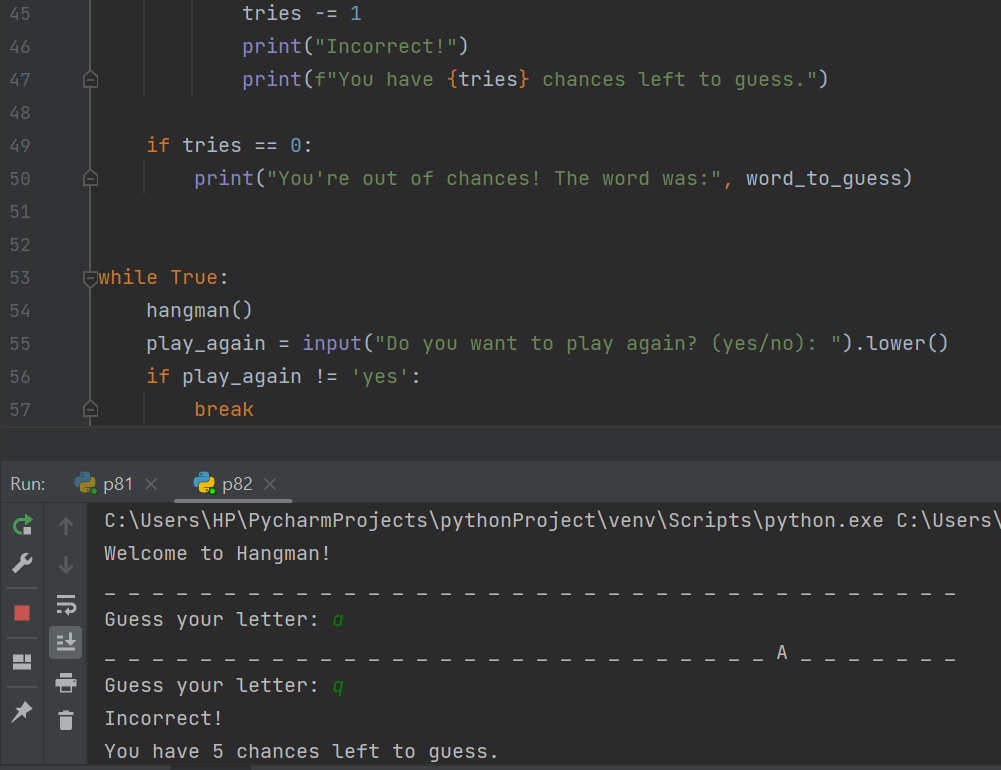 45 tries -= 1
46 print("Incorrect!")
47 print(f"You have {tries} chances left to guess.")
48
49 if tries == 0:
50 print("You're out of chances! The word was:", word_to_guess)
51
52
53 while True:
54 hangman()
55 play_again = input("Do you want to play again? (yes/no): ").lower()
56 if play_again != 'yes':
57 break
Run: p81 p82
C:\Users\HP\PycharmProjects\pythonProject\venv\Scripts\python.exe C:\Users\
Welcome to Hangman!
_ _ _ _ _ _ _ _ _ _ _ _ _ _ _ _ _ _ _ _ _ _ _ _ _ _ _ _ _ _ _ _ _ _ _ _
Guess your letter: a
_ _ _ _ _ _ _ _ _ _ _ _ _ _ _ _ _ _ _ _ _ _ _ _ _ _ _ _ A _ _ _ _ _ _ _
Guess your letter: q
Incorrect!
You have 5 chances left to guess.